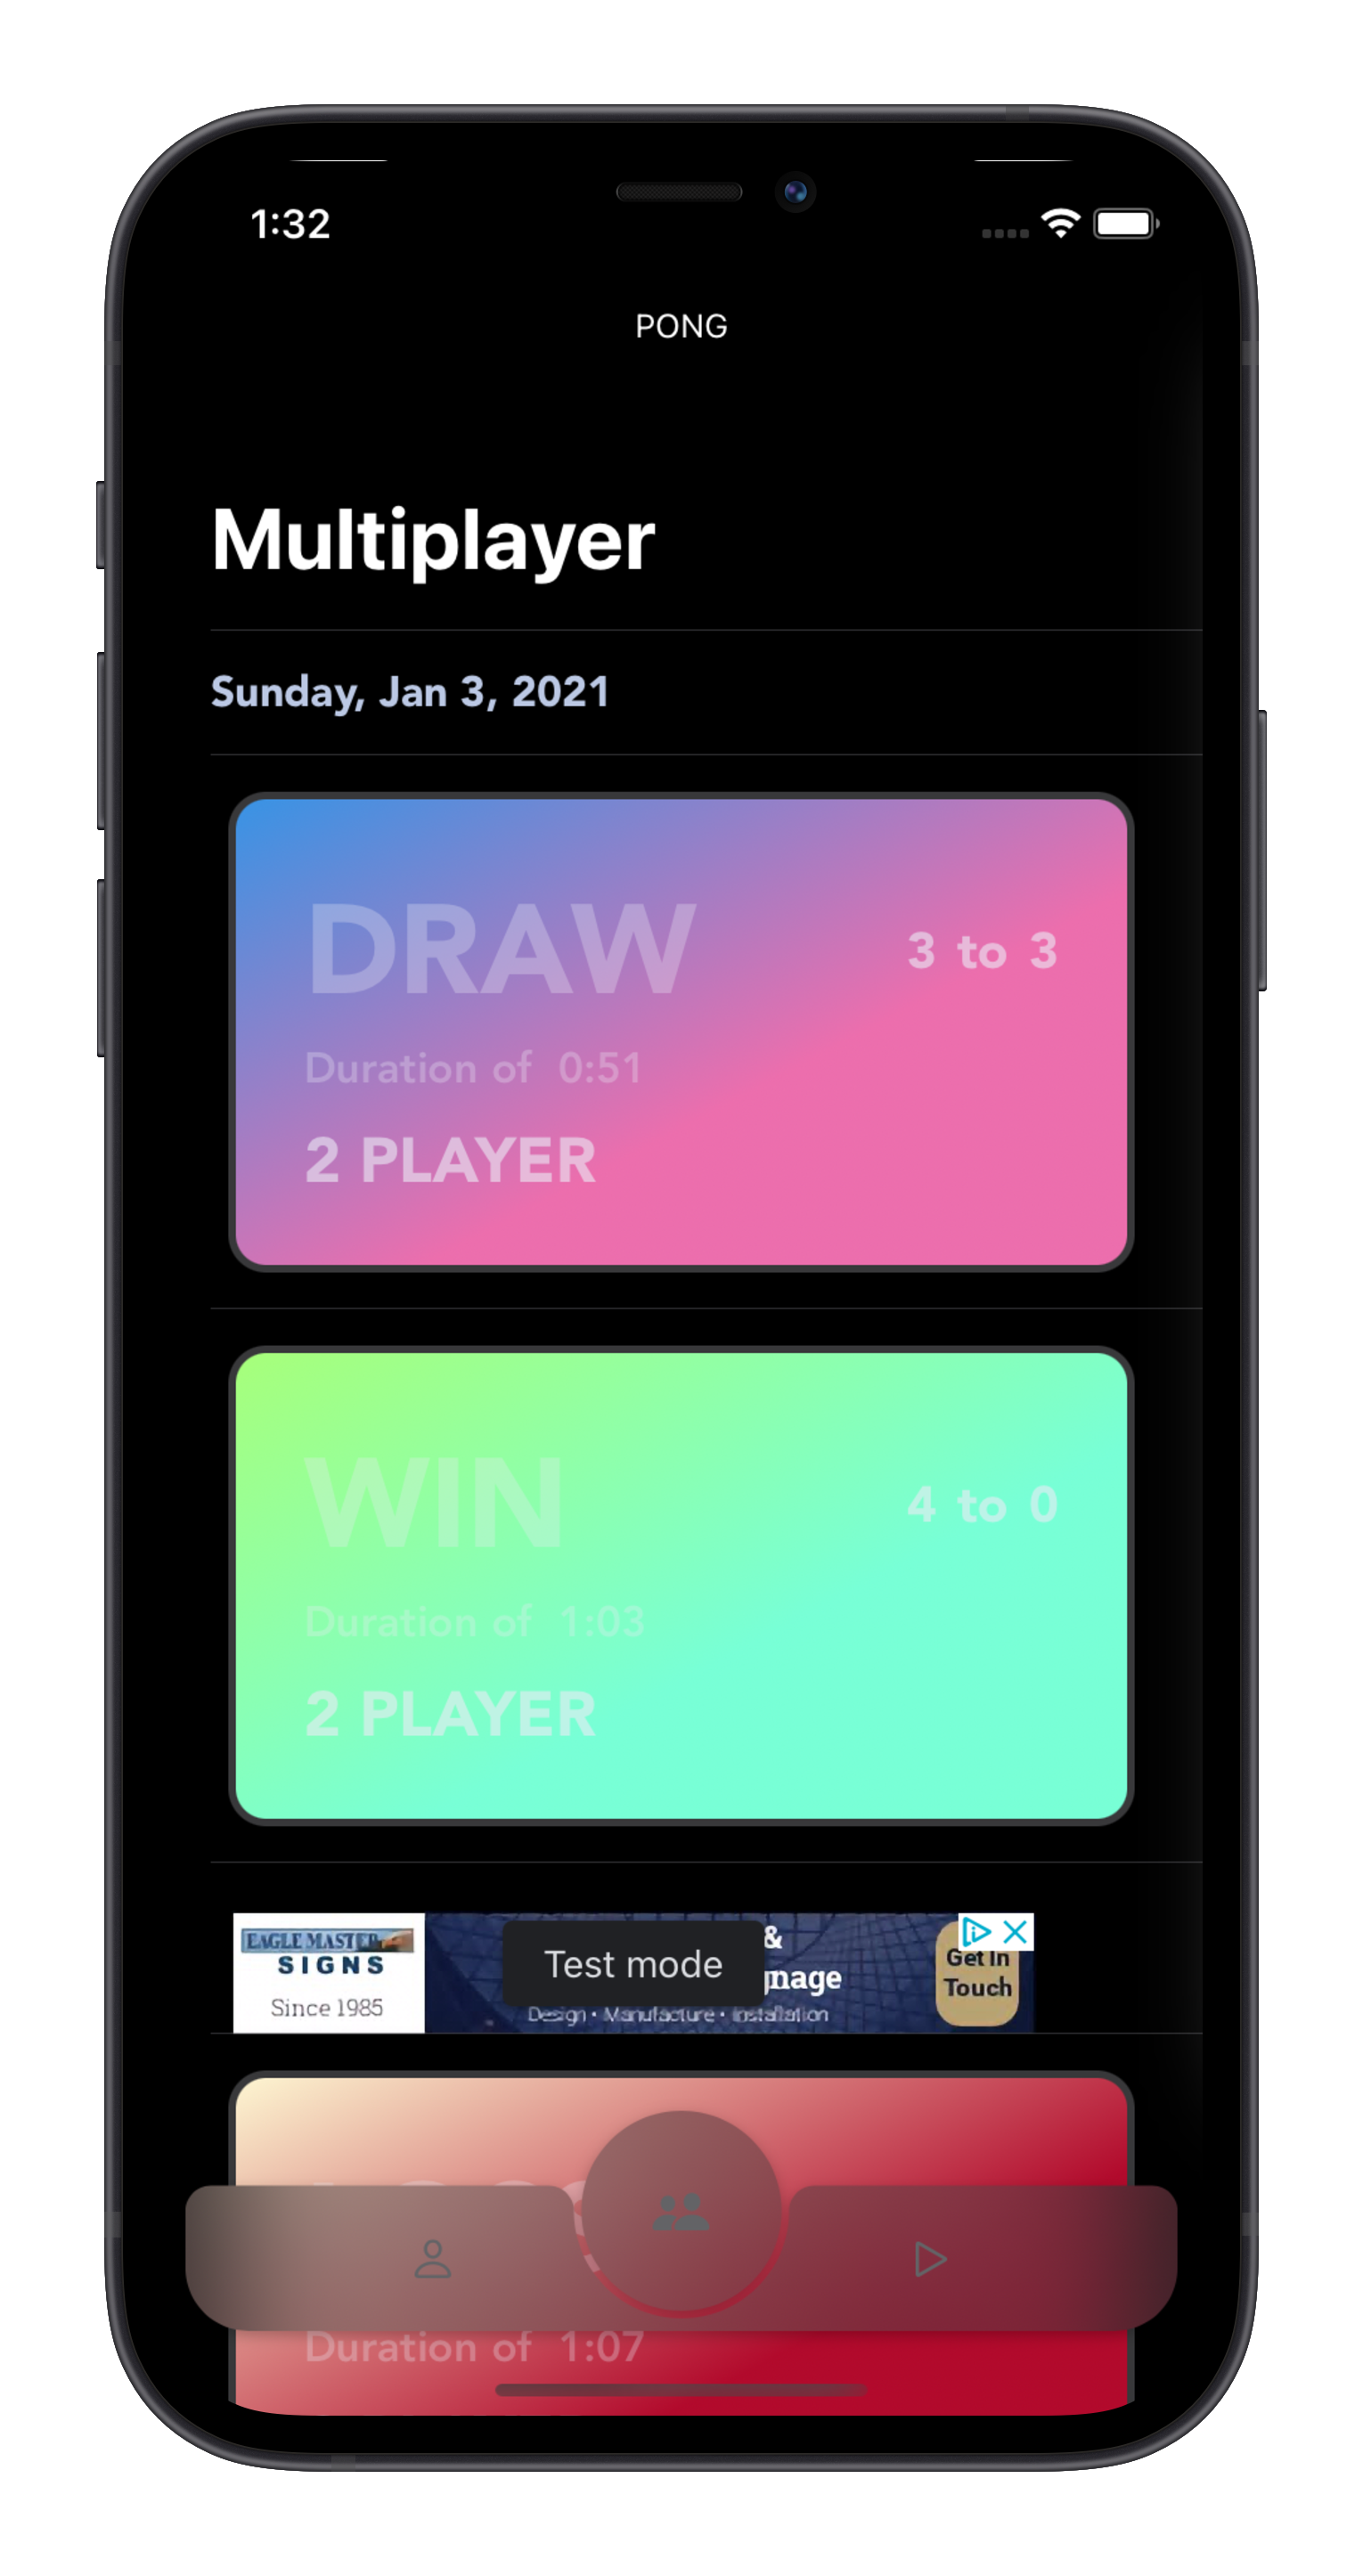 1:32
PONG
Multiplayer
Sunday, Jan 3, 2021
DRAW
3 to 3
Duration of 0:51
2 PLAYER
WIN
4 to 0
Duration of 1:03
2 PLAYER
EAGLE MASTER
SIGNS
Since 1985
Test mode
&
Design • Manufacture • Installation
Get In
Touch
Duration of 1:07